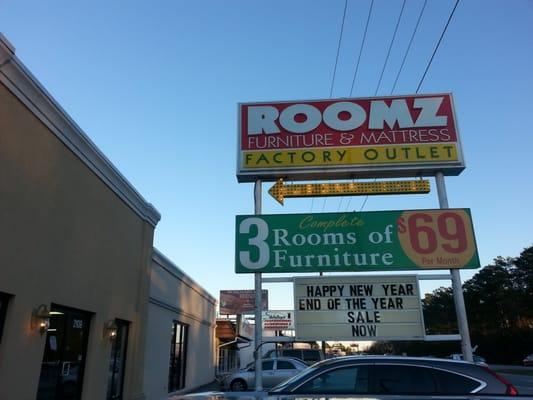 ROOMZ
FURNITURE & MATTRESS
FACTORY OUTLET
Complete
3 Rooms of Furniture
$69
Per Month
HAPPY NEW YEAR
END OF THE YEAR
SALE
NOW
2108